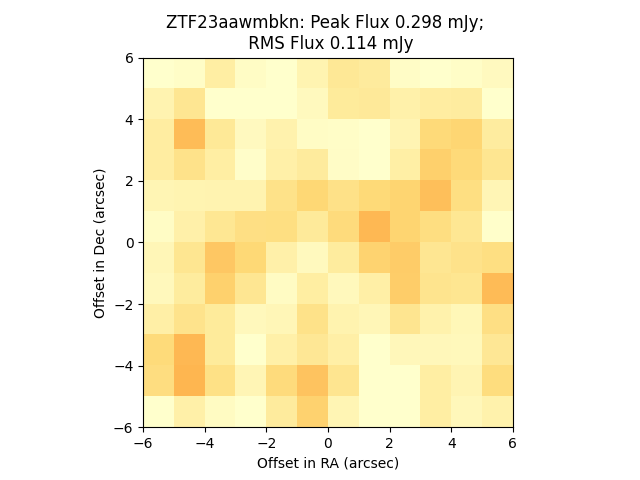 ZTF23aawmbkn: Peak Flux 0.298 mJy;
RMS Flux 0.114 mJy
6
4
2
0
−2
−4
−6
Offset in Dec (arcsec)
−6 −4 −2 0 2 4 6
Offset in RA (arcsec)